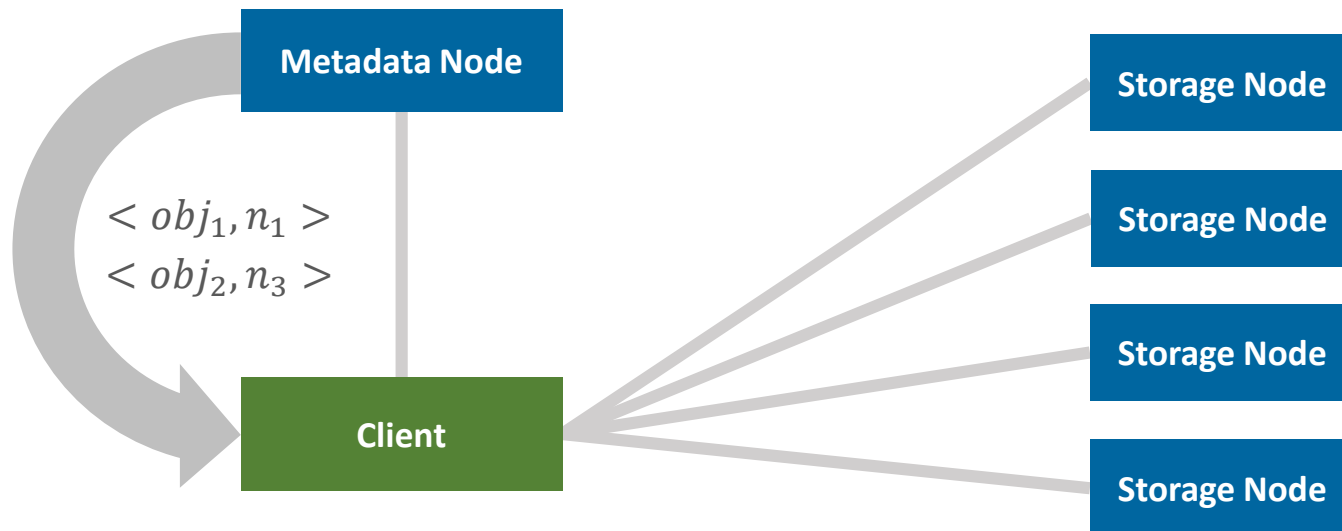 Metadata Node
< obj₁, n₁ >
< obj₂, n₃ >
Client
Storage Node
Storage Node
Storage Node
Storage Node